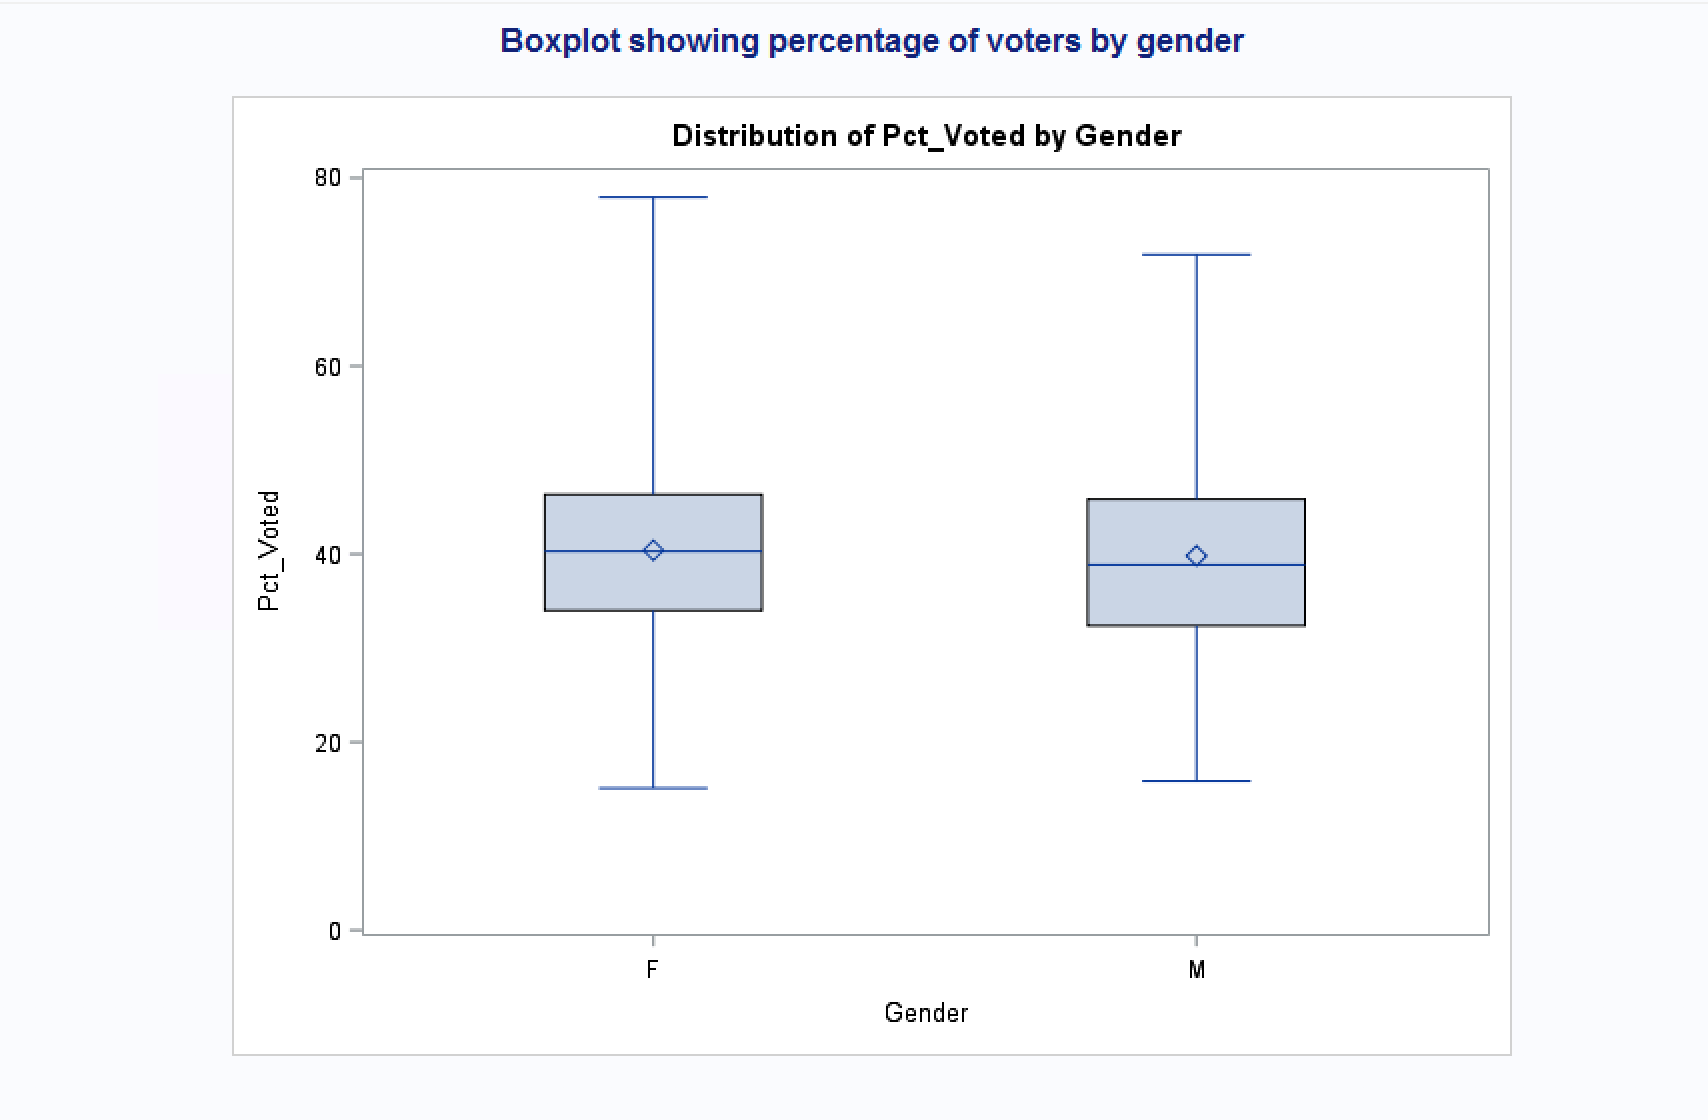 Boxplot showing percentage of voters by gender
Distribution of Pct_Voted by Gender
80
60
40
20
0
Pct_Voted
F
M
Gender